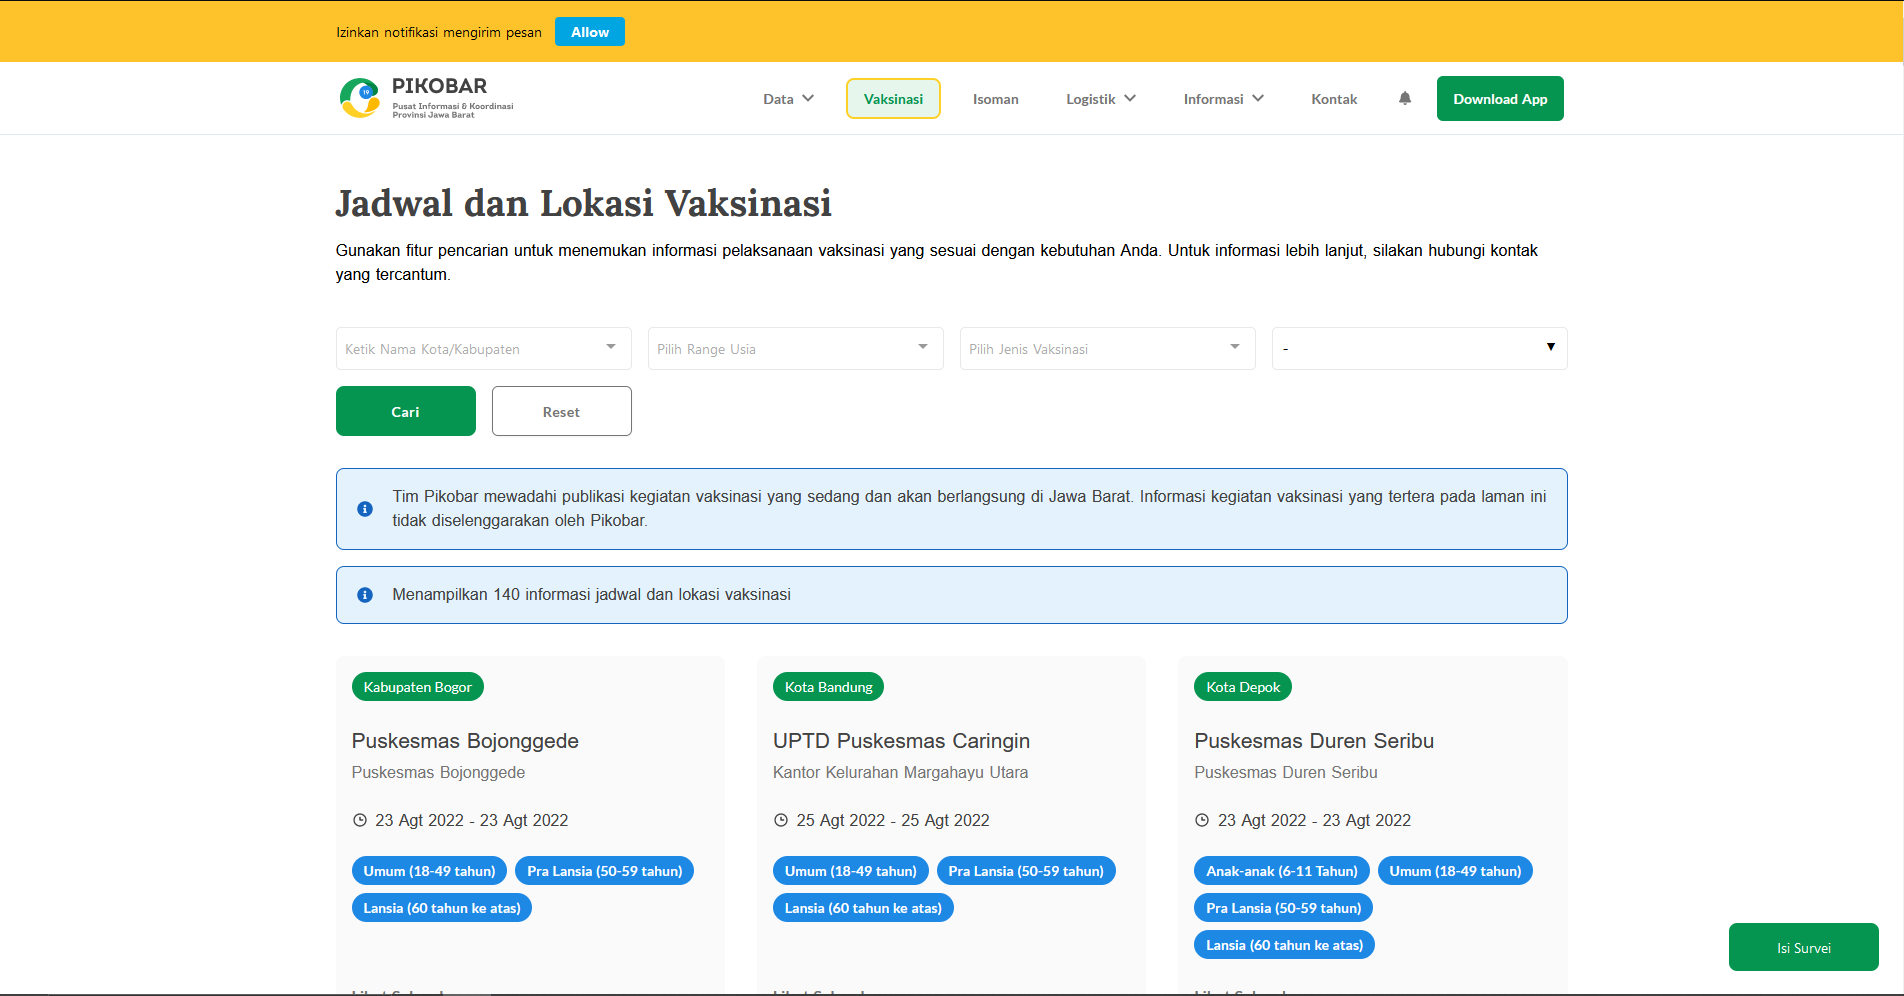 Izinkan notifikasi mengirim pesan
Allow
19
PIKOBAR
Pusat Informasi & Koordinasi
Provinsi Jawa Barat
Data
Vaksinasi
Isoman
Logistik
Informasi
Kontak
Download App
Jadwal dan Lokasi Vaksinasi
Gunakan fitur pencarian untuk menemukan informasi pelaksanaan vaksinasi yang sesuai dengan kebutuhan Anda. Untuk informasi lebih lanjut, silakan hubungi kontak
yang tercantum.
Ketik Nama Kota/Kabupaten
Pilih Range Usia
Pilih Jenis Vaksinasi
-
Cari
Reset
Tim Pikobar mewadahi publikasi kegiatan vaksinasi yang sedang dan akan berlangsung di Jawa Barat. Informasi kegiatan vaksinasi yang tertera pada laman ini
tidak diselenggarakan oleh Pikobar.
Menampilkan 140 informasi jadwal dan lokasi vaksinasi
Kabupaten Bogor
Puskesmas Bojonggede
Puskesmas Bojonggede
23 Agt 2022 - 23 Agt 2022
Umum (18-49 tahun)
Pra Lansia (50-59 tahun)
Lansia (60 tahun ke atas)
Kota Bandung
UPTD Puskesmas Caringin
Kantor Kelurahan Margahayu Utara
25 Agt 2022 - 25 Agt 2022
Umum (18-49 tahun)
Pra Lansia (50-59 tahun)
Lansia (60 tahun ke atas)
Kota Depok
Puskesmas Duren Seribu
Puskesmas Duren Seribu
23 Agt 2022 - 23 Agt 2022
Anak-anak (6-11 Tahun)
Umum (18-49 tahun)
Pra Lansia (50-59 tahun)
Lansia (60 tahun ke atas)
Isi Survei